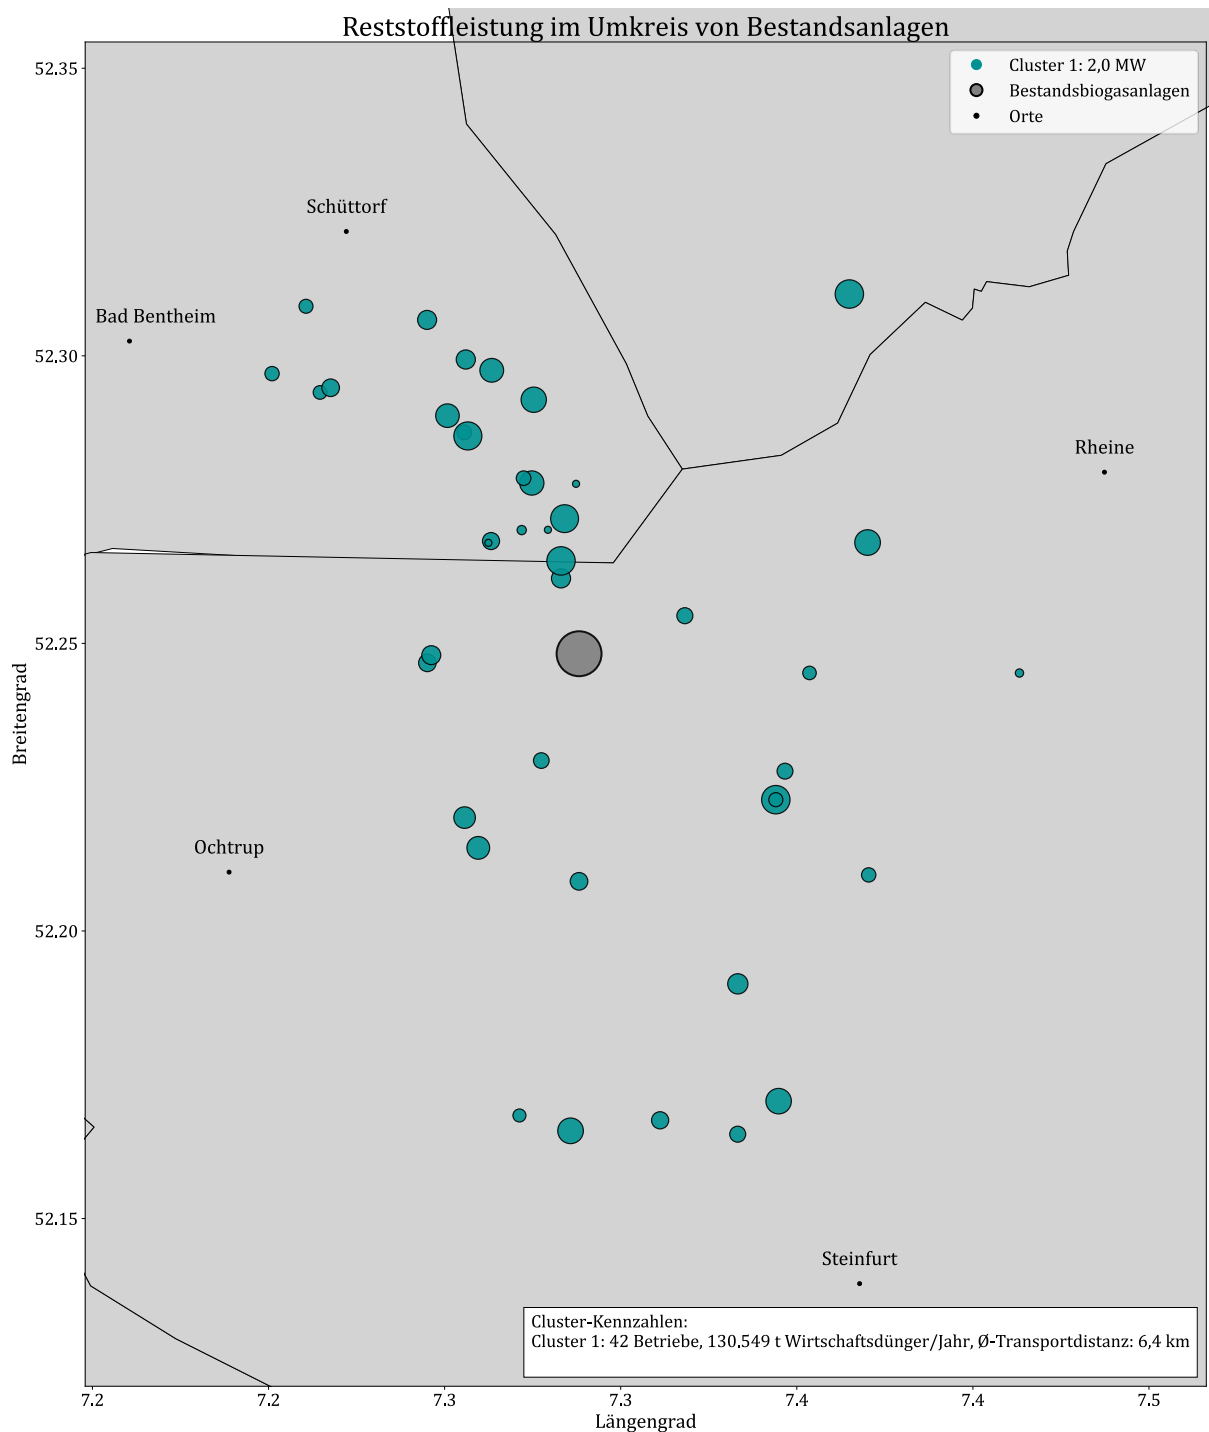 Reststoffleistung im Umkreis von Bestandsanlagen
Cluster 1: 2,0 MW
Bestandsbiogasanlagen
Orte
52.35
52.30
52.25
52.20
52.15
Breitengrad
Schüttorf
Bad Bentheim
Rheine
Ochtrup
Steinfurt
Cluster-Kennzahlen:
Cluster 1: 42 Betriebe, 130.549 t Wirtschaftsdünger/Jahr, Ø-Transportdistanz: 6,4 km
7.2 7.2 7.3 7.3 7.4 7.4 7.5
Längengrad